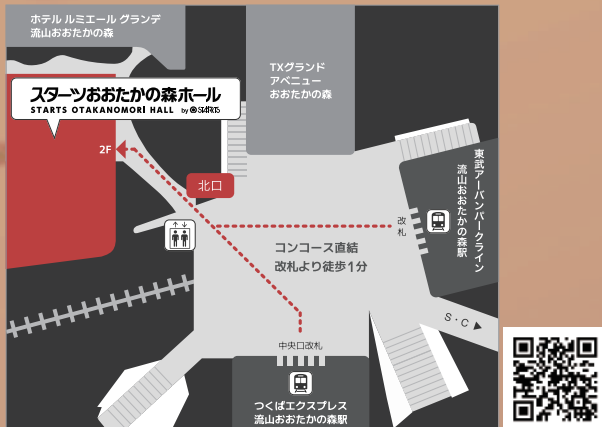 ホテル ルミエール グランデ
流山おおたかの森
TXグランド
アベニュー
おおたかの森
スターツおおたかの森ホール
STARTS OTAKANOMORI HALL by STARTS
2F
北口
東武アーバンパークライン
流山おおたかの森駅
改札
コンコース直結
改札より徒歩1分
S・C
中央口改札
つくばエクスプレス
流山おおたかの森駅